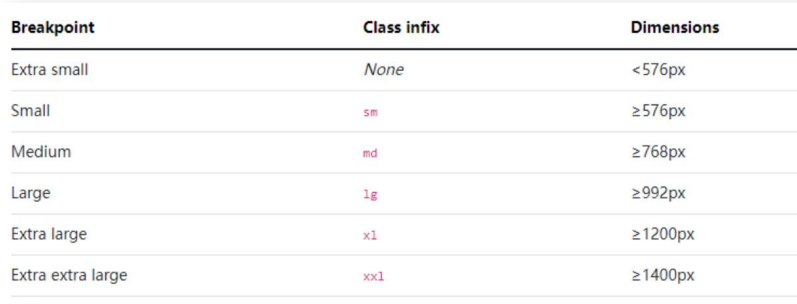 Breakpoint Class infix Dimensions
Extra small None <576px
Small sm ≥576px
Medium md ≥768px
Large lg ≥992px
Extra large xl ≥1200px
Extra extra large xxl ≥1400px